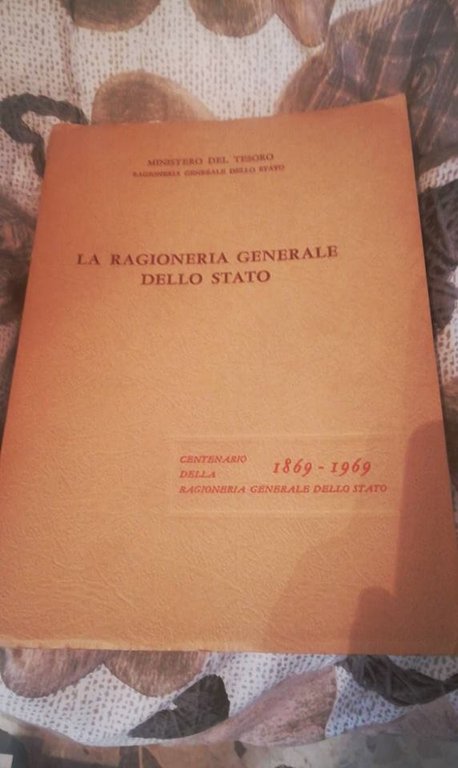 MINISTERO DEL TESORO
RAGIONERIA GENERALE DELLO STATO
LA RAGIONERIA GENERALE
DELLO STATO
CENTENARIO
DELLA 1869-1969
RAGIONERIA GENERALE DELLO STATO